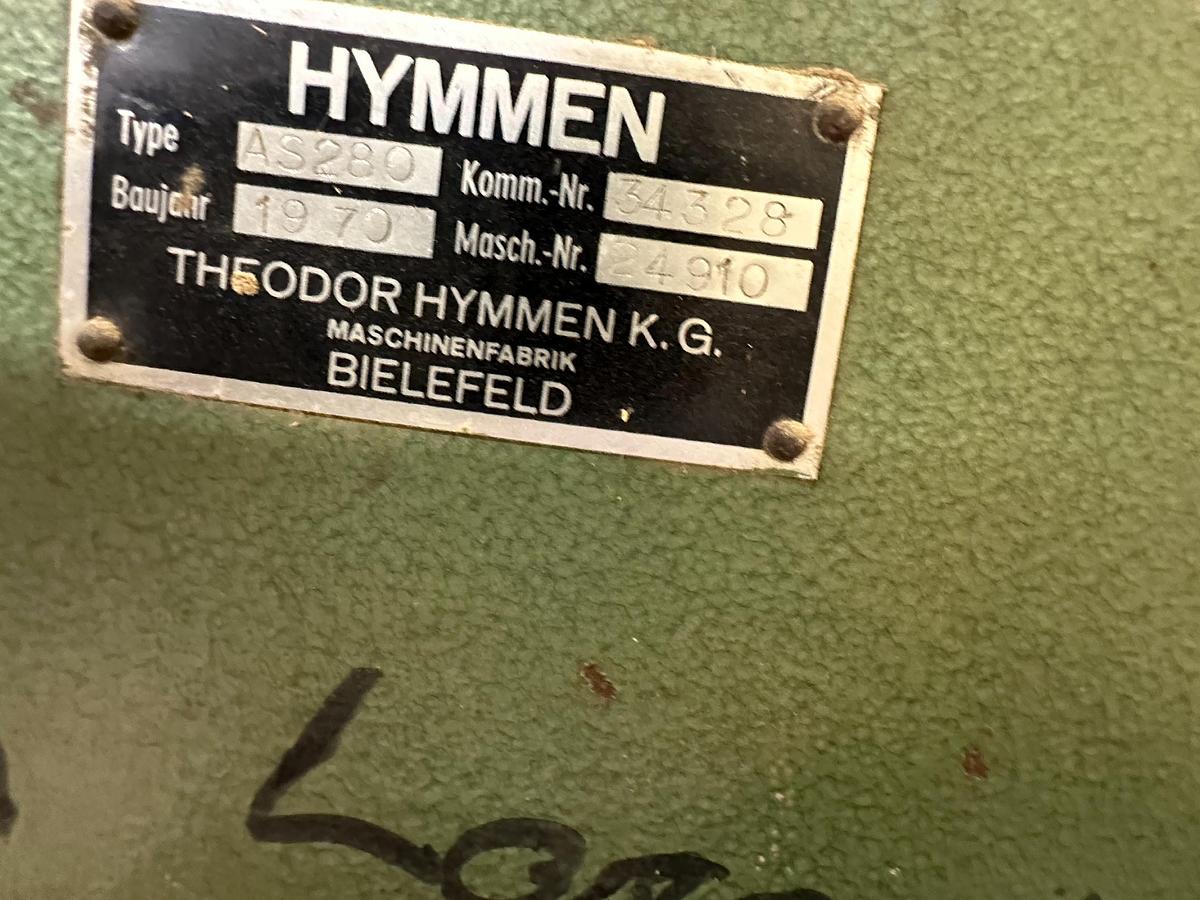 HYMMEN
Type AS280 Komm.-Nr. 34328
Baujahr 1970 Masch.-Nr. 24910
THEODOR HYMMEN K.G.
MASCHINENFABRIK
BIELEFELD